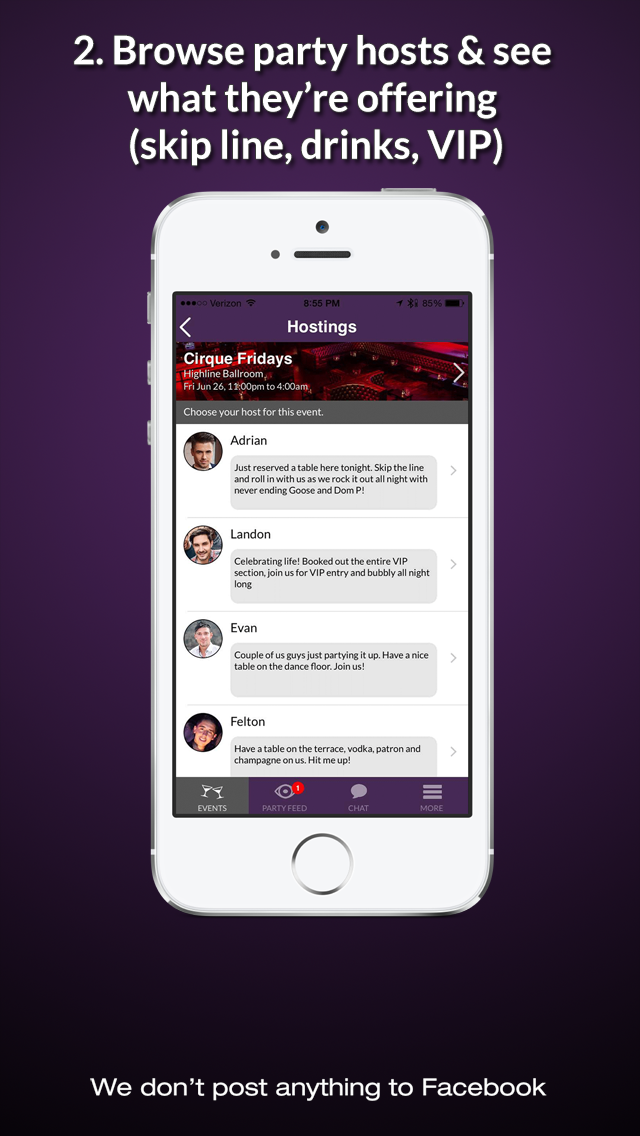 2. Browse party hosts & see
what they're offering
(skip line, drinks, VIP)
Verizon 8:55 PM 85%
Hostings
Cirque Fridays
Highline Ballroom
Fri Jun 26, 11:00pm to 4:00am
Choose your host for this event.
Adrian
Just reserved a table here tonight. Skip the line
and roll in with us as we rock it out all night with
never ending Goose and Dom P!
Landon
Celebrating life! Booked out the entire VIP
section, join us for VIP entry and bubbly all night
long
Evan
Couple of us guys just partying it up. Have a nice
table on the dance floor. Join us!
Felton
Have a table on the terrace, vodka, patron and
champagne on us. Hit me up!
1
EVENTS PARTY FEED CHAT MORE
We don't post anything to Facebook